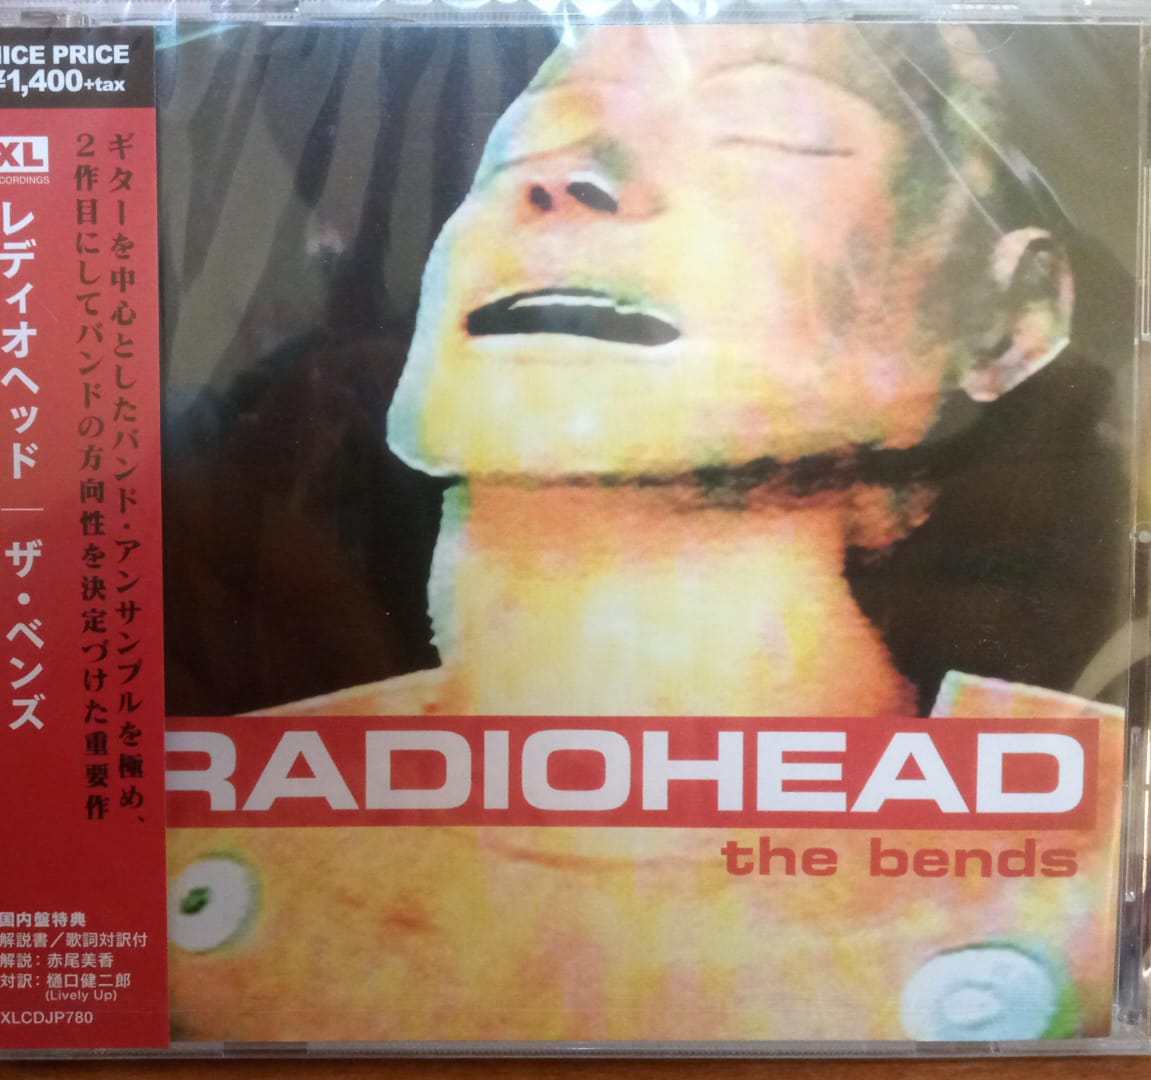 NICE PRICE
¥1,400+tax
XL
RECORDINGS
レディオヘッド
ザ・ベンズ
ギターを中心としたバンド・アンサンブルを極め、
2作目にしてバンドの方向性を決定づけた重要作
国内盤特典
解説書/歌詞対訳付
解説:赤尾美香
対訳:樋口健二郎
(Lively Up)
XLCDJP780
RADIOHEAD
the bends